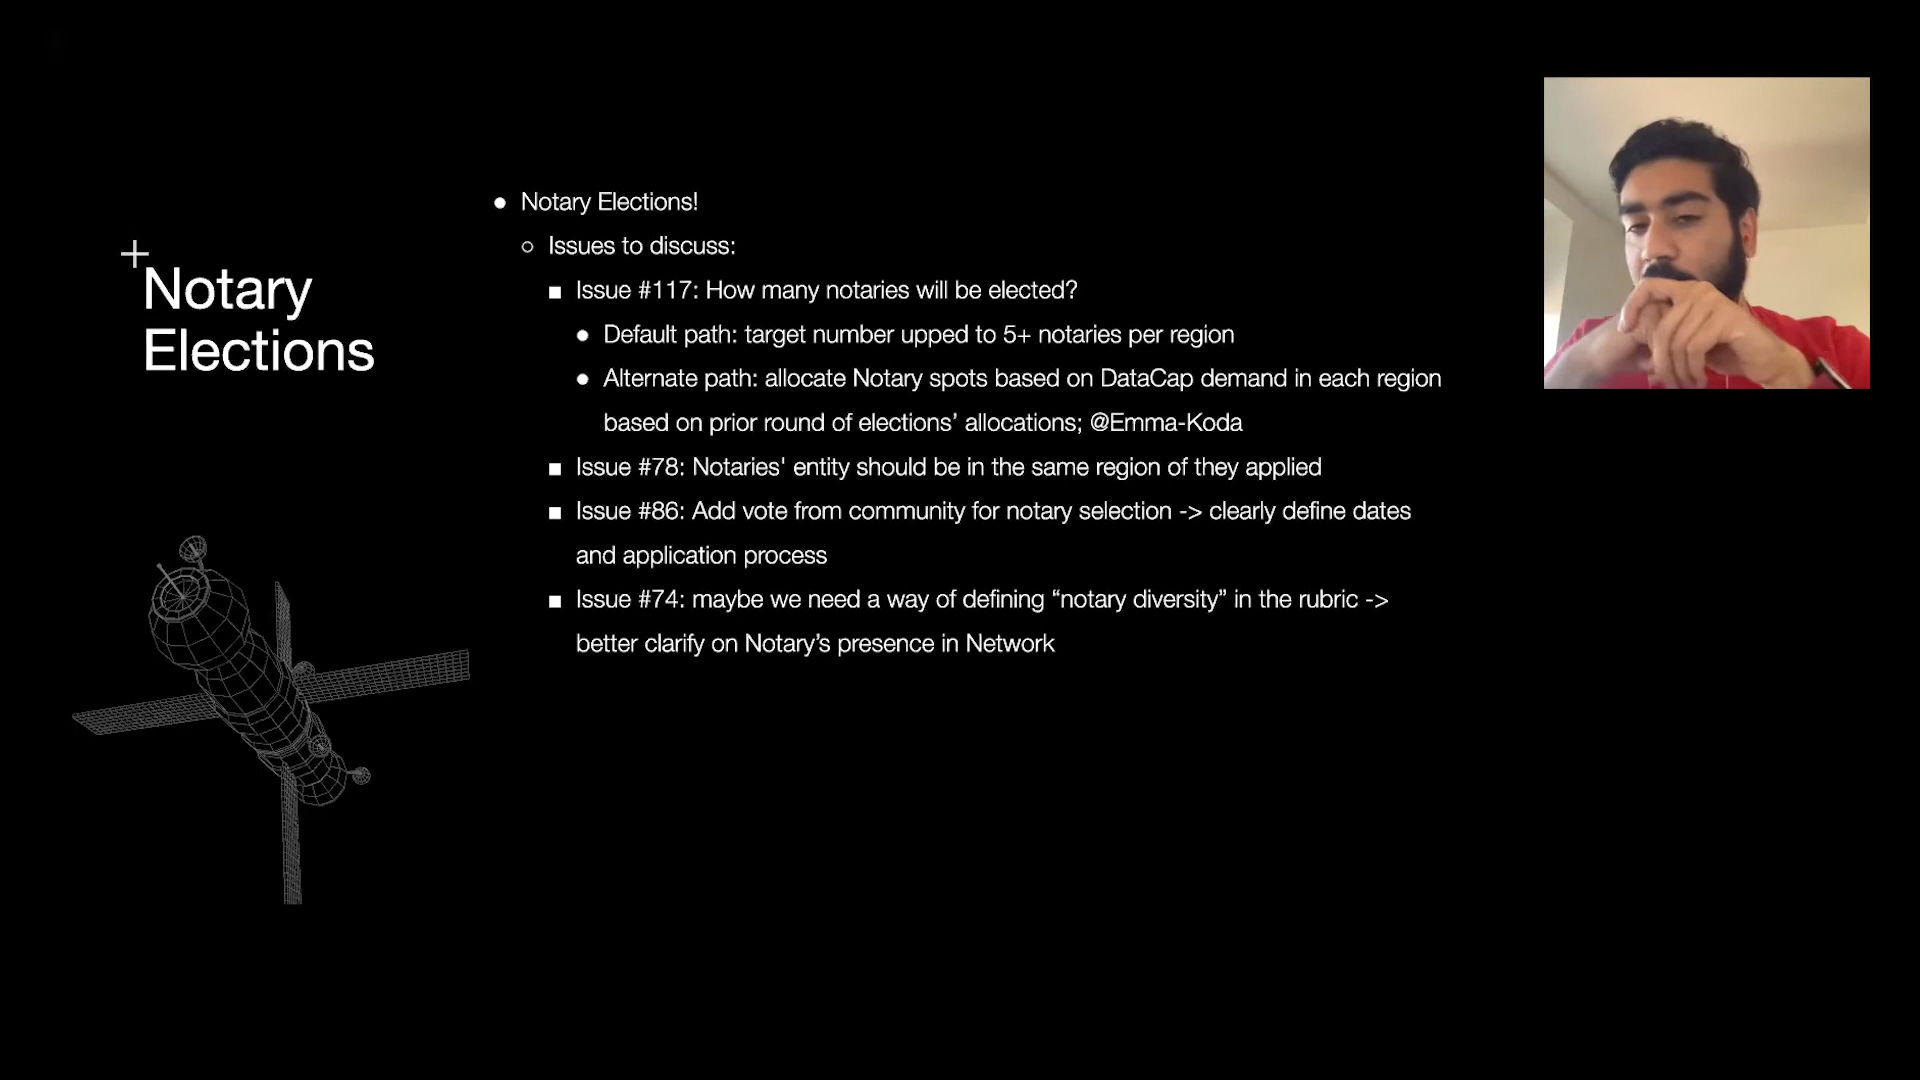 Notary
Elections
● Notary Elections!
○ Issues to discuss:
■ Issue #117: How many notaries will be elected?
● Default path: target number upped to 5+ notaries per region
● Alternate path: allocate Notary spots based on DataCap demand in each region
based on prior round of elections’ allocations; @Emma-Koda
■ Issue #78: Notaries' entity should be in the same region of they applied
■ Issue #86: Add vote from community for notary selection -> clearly define dates
and application process
■ Issue #74: maybe we need a way of defining “notary diversity” in the rubric ->
better clarify on Notary’s presence in Network